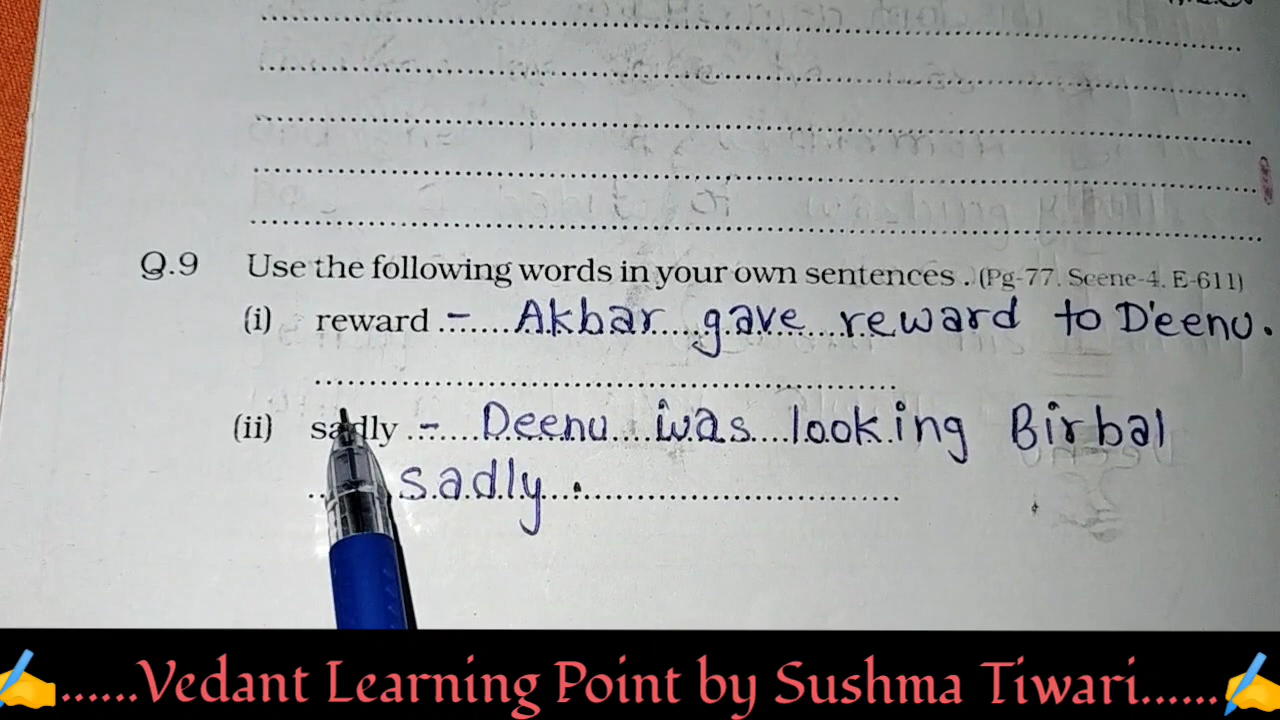 Q.9 Use the following words in your own sentences . (Pg-77, Scene-4, E-611)
(i) reward - Akbar gave reward to Deenu.
(ii) sadly - Deenu was looking Birbal
sadly .
✍......Vedant Learning Point by Sushma Tiwari......✍